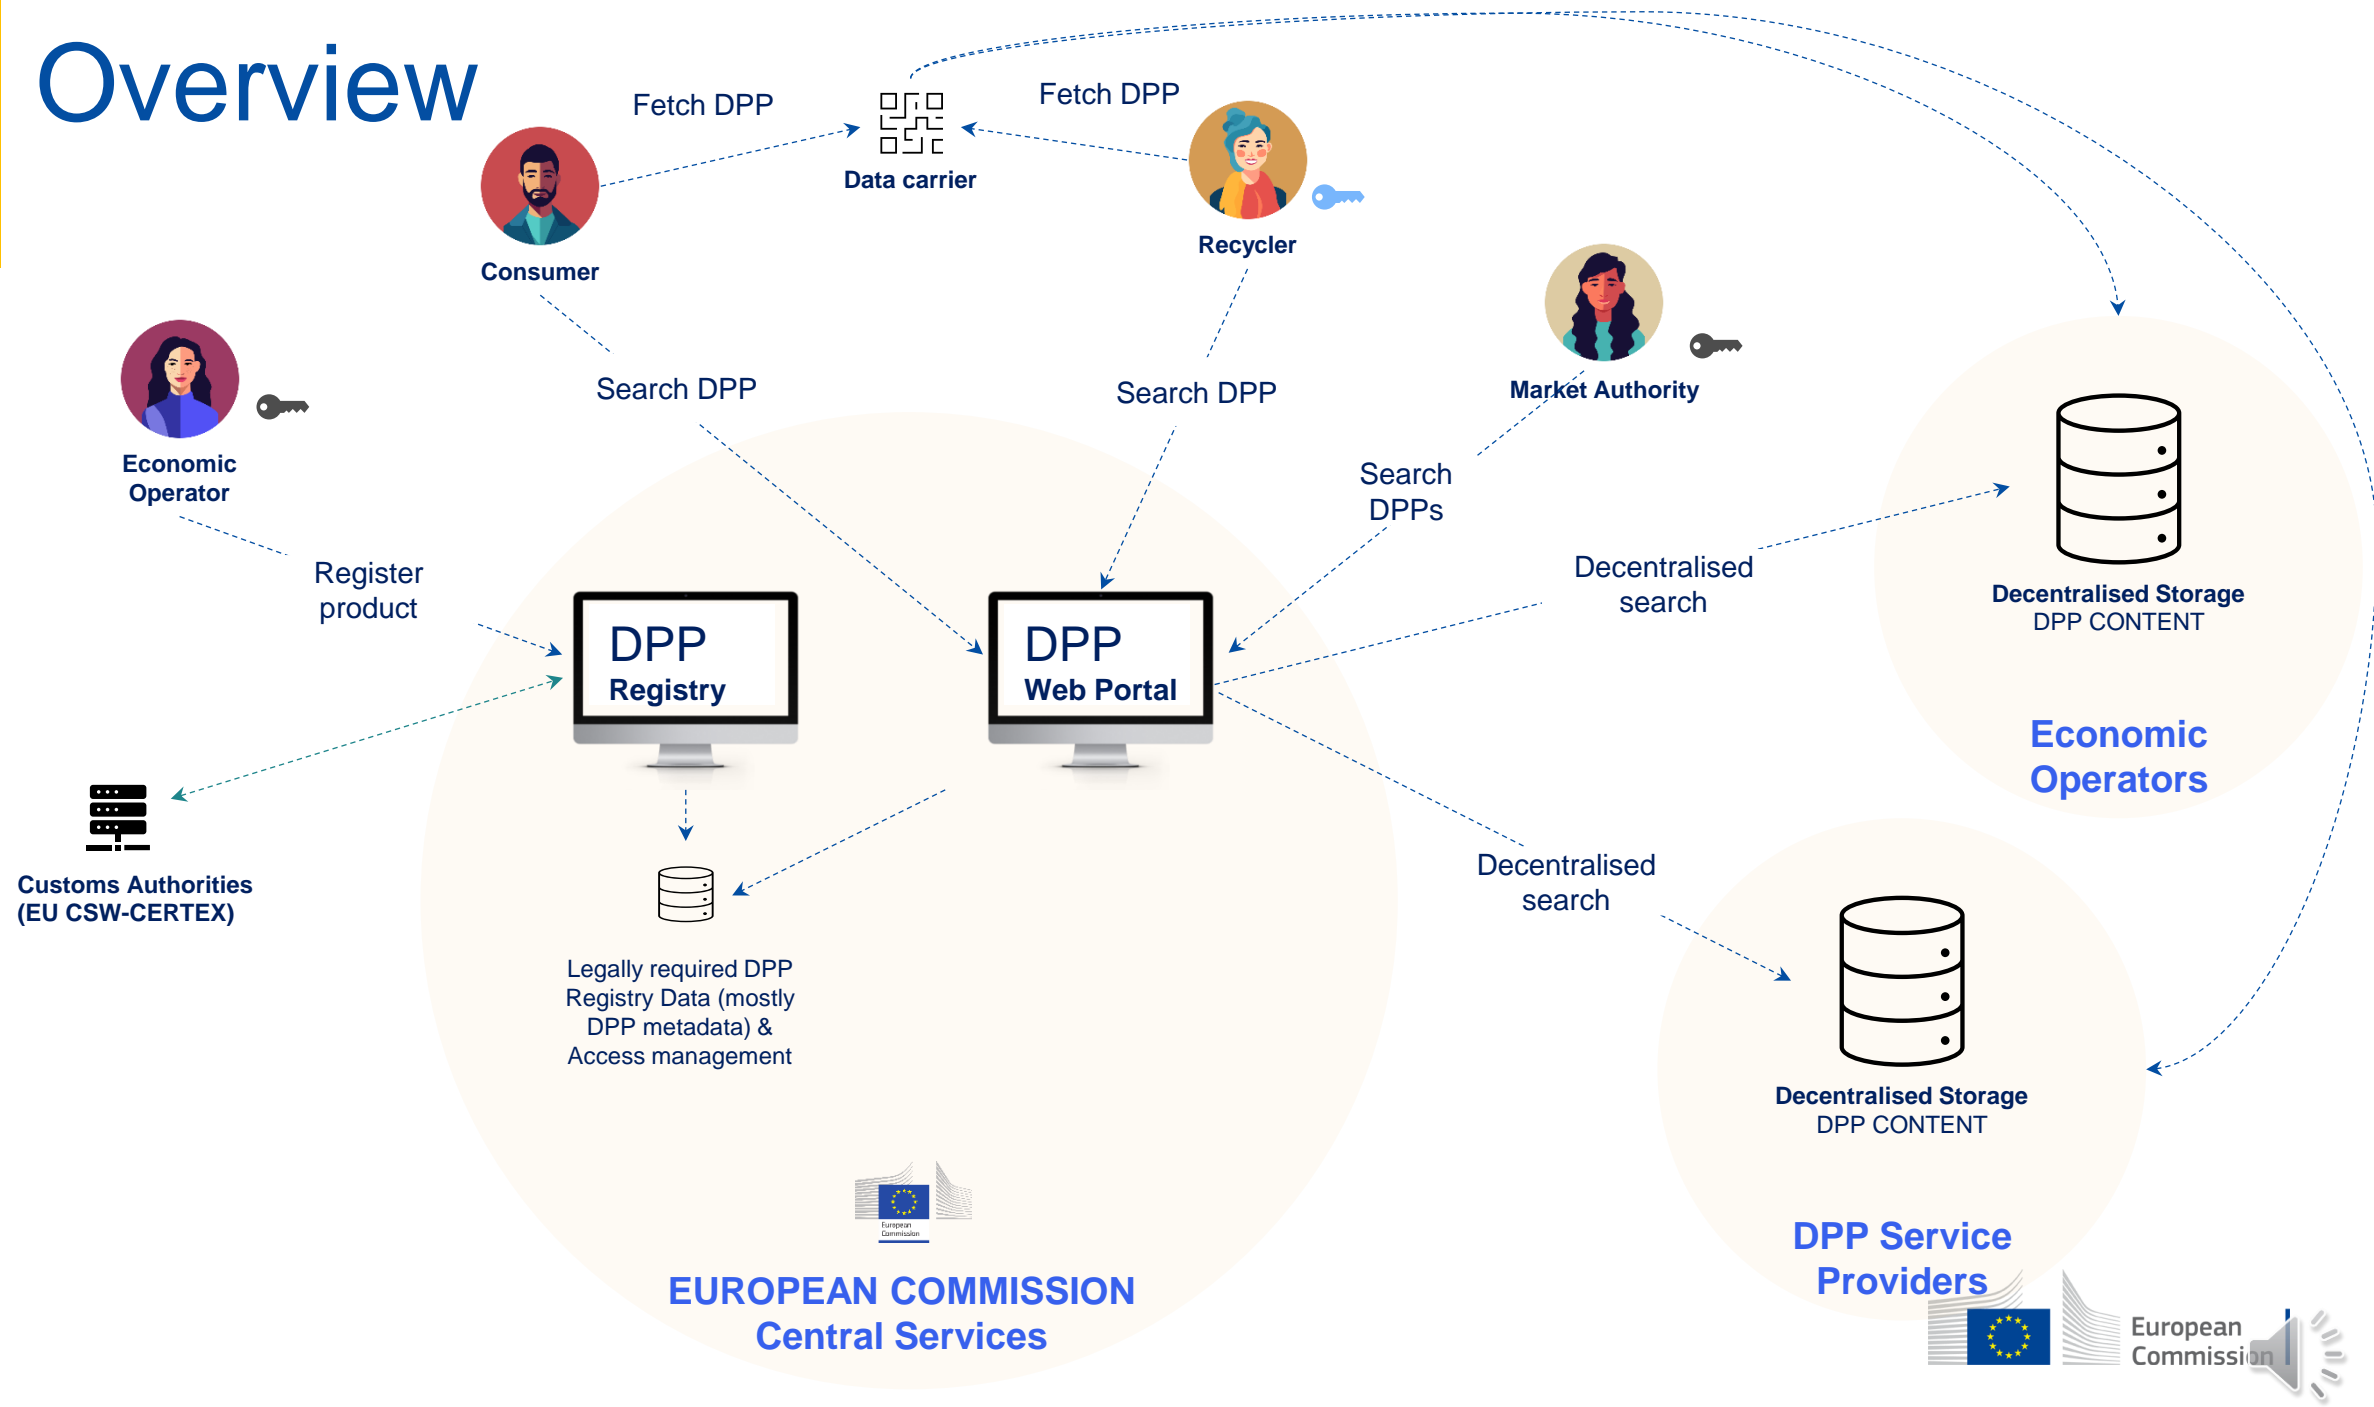 Overview
Fetch DPP
Fetch DPP
Data carrier
Recycler
Consumer
Market Authority
Search DPP
Search DPP
Economic
Operator
Search
DPPs
Register
product
Decentralised
search
Decentralised Storage
DPP CONTENT
DPP
Registry
DPP
Web Portal
Economic
Operators
Customs Authorities
(EU CSW-CERTEX)
Decentralised
search
Legally required DPP
Registry Data (mostly
DPP metadata) &
Access management
Decentralised Storage
DPP CONTENT
European
Commission
EUROPEAN COMMISSION
Central Services
DPP Service
Providers
European
Commission